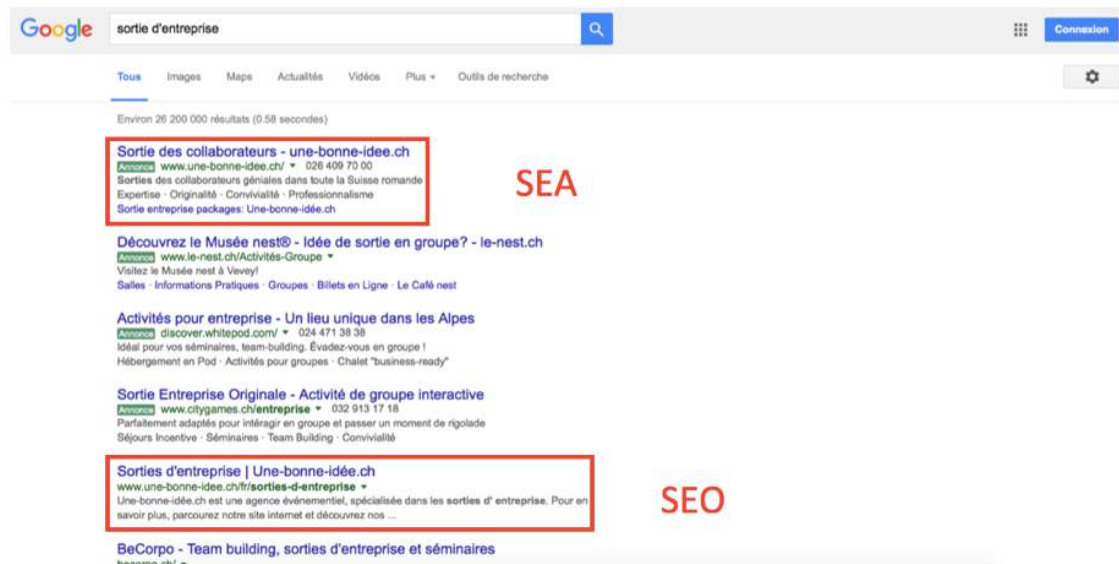 Google sortie d'entreprise Connexion
Tous Images Maps Actualités Vidéos Plus Outils de recherche
Environ 26 200 000 résultats (0.58 secondes)
Sortie des collaborateurs - une-bonne-idee.ch
Annonce www.une-bonne-idee.ch/ 026 409 70 00
Sorties des collaborateurs géniales dans toute la Suisse romande
Expertise · Originalité · Convivialité · Professionnalisme
Sortie entreprise packages: Une-bonne-idée.ch
SEA
Découvrez le Musée nest® - Idée de sortie en groupe? - le-nest.ch
Annonce www.le-nest.ch/Activités-Groupe
Visitez le Musée nest à Vevey!
Salles · Informations Pratiques · Groupes · Billets en Ligne · Le Café nest
Activités pour entreprise - Un lieu unique dans les Alpes
Annonce discover.whitepod.com/ 024 471 38 38
Idéal pour vos séminaires, team-building. Évadez-vous en groupe !
Hébergement en Pod · Activités pour groupes · Chalet "business-ready"
Sortie Entreprise Originale - Activité de groupe interactive
Annonce www.citygames.ch/entreprise 032 913 17 18
Parfaitement adaptés pour intéragir en groupe et passer un moment de rigolade
Séjours Incentive · Séminaires · Team Building · Convivialité
Sorties d'entreprise | Une-bonne-idée.ch
www.une-bonne-idee.ch/fr/sorties-d-entreprise
Une-bonne-idée.ch est une agence événementiel, spécialisée dans les sorties d' entreprise. Pour en
savoir plus, parcourez notre site internet et découvrez nos ...
SEO
BeCorpo - Team building, sorties d'entreprise et séminaires